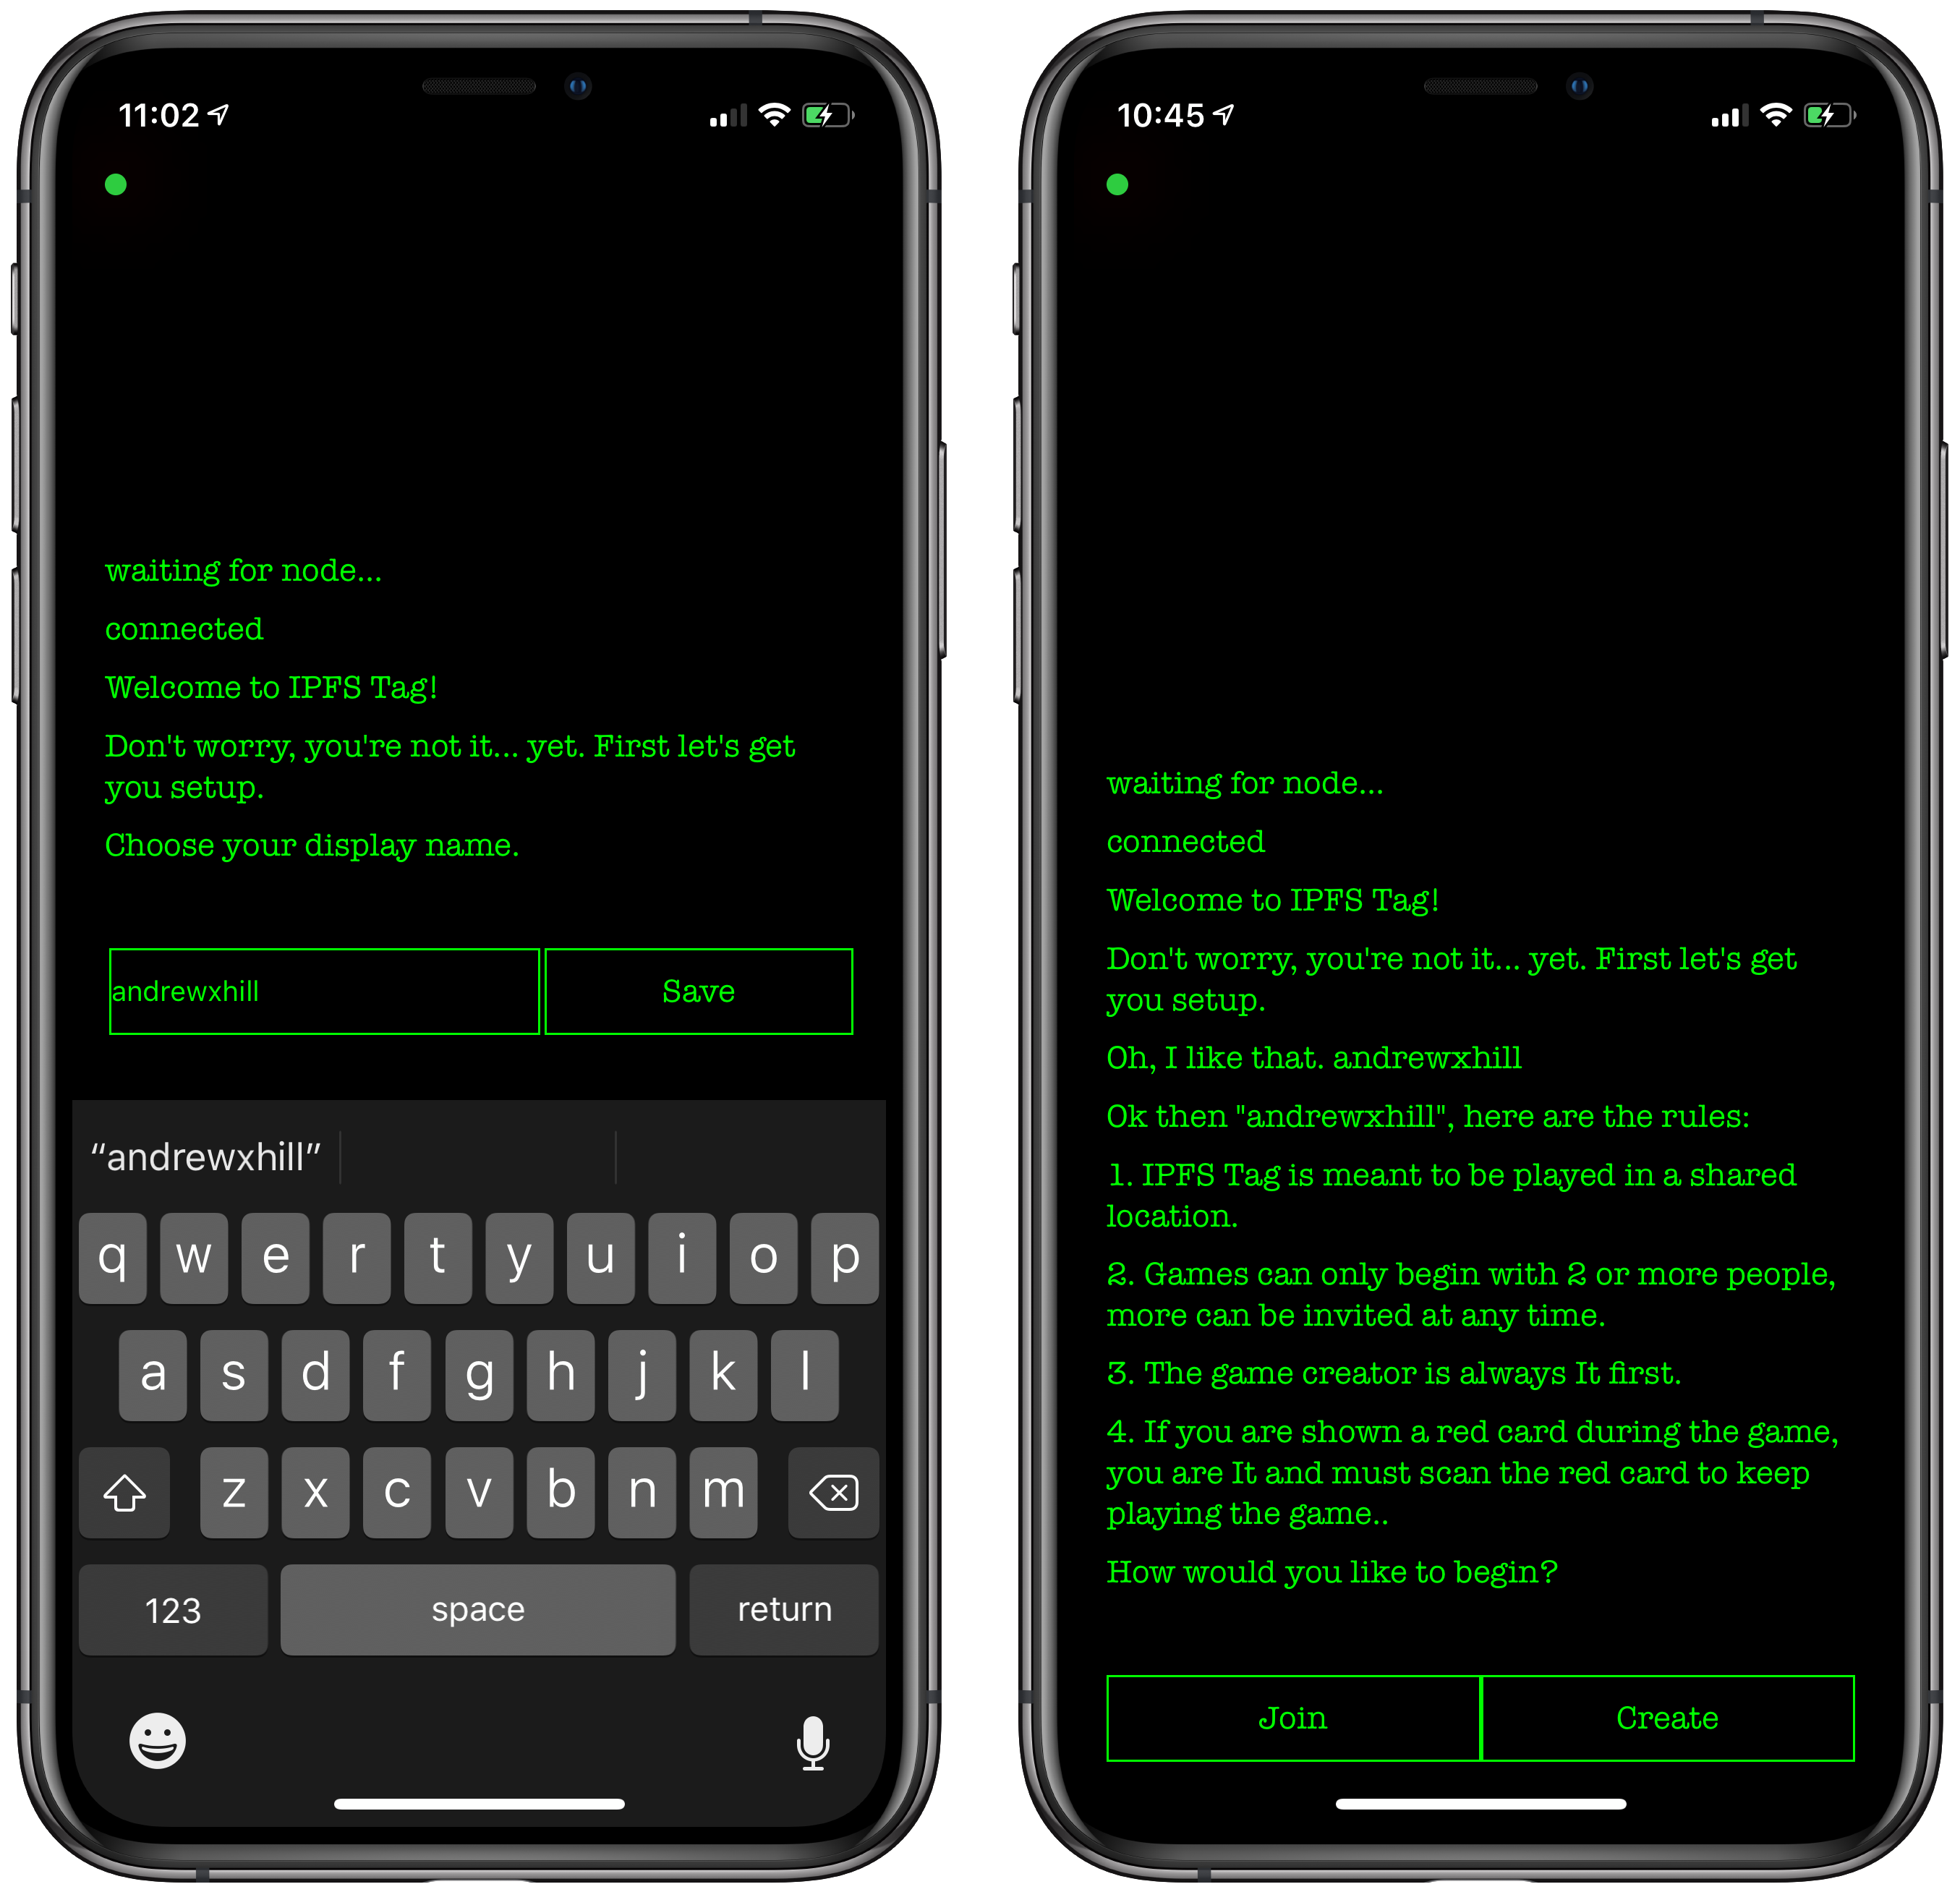 11:02
waiting for node...
connected
Welcome to IPFS Tag!
Don't worry, you're not it... yet. First let's get
you setup.
Choose your display name.
andrewxhill
Save
“andrewxhill”
q w e r t y u i o p
a s d f g h j k l
z x c v b n m
123 space return
10:45
waiting for node...
connected
Welcome to IPFS Tag!
Don't worry, you're not it... yet. First let's get
you setup.
Oh, I like that. andrewxhill
Ok then "andrewxhill", here are the rules:
1. IPFS Tag is meant to be played in a shared
location.
2. Games can only begin with 2 or more people,
more can be invited at any time.
3. The game creator is always It first.
4. If you are shown a red card during the game,
you are It and must scan the red card to keep
playing the game..
How would you like to begin?
Join
Create